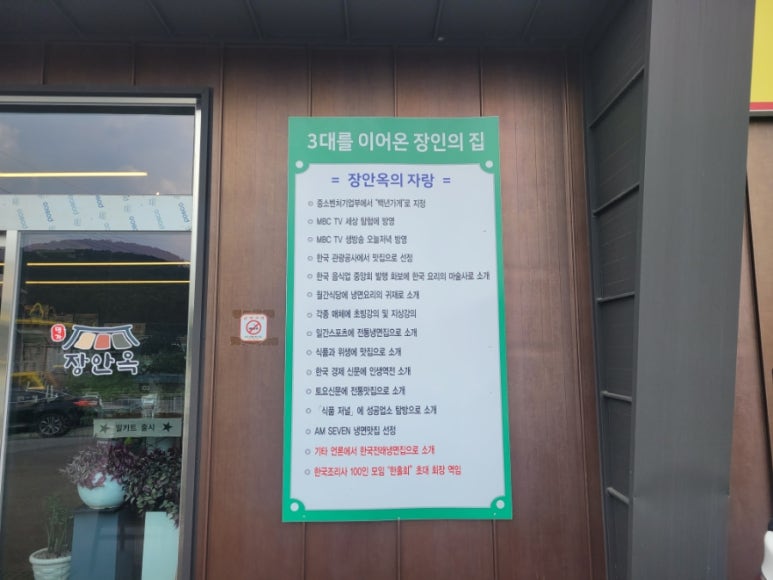 3대를 이어온 장인의 집
= 장안옥의 자랑 =
중소벤처기업부에서 "백년가게"로 지정
MBC TV 세상 탐험에 방영
MBC TV 생방송 오늘저녁 방영
한국 관광공사에서 맛집으로 선정
한국 음식업 중앙회 발행 화보에 한국 요리의 마술사로 소개
월간식당에 냉면요리의 귀재로 소개
각종 매체에 초빙강의 및 지상강의
일간스포츠에 전통냉면집으로 소개
식품과 위생에 맛집으로 소개
한국 경제 신문에 인생역전 소개
토요신문에 전통맛집으로 소개
「식품 저널」에 성공업소 탐방으로 소개
AM SEVEN 냉면맛집 선정
기타 언론에서 한국전래냉면집으로 소개
한국조리사 100인 모임 "한울회" 초대 회장 역임
장안옥
밀키트 출시